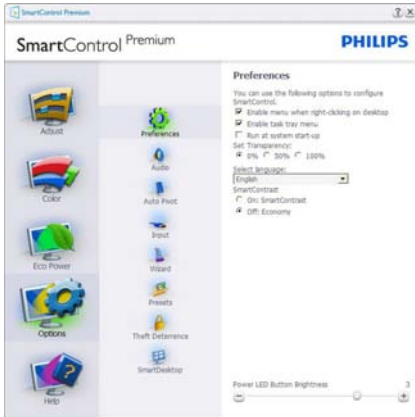 SmartControl Premium
SmartControl Premium
PHILIPS
Adjust
Color
Eco Power
Options
Help
Preferences
Audio
Auto Pivot
Input
Wizard
Presets
Theft Deterrence
SmartDesktop
Preferences
You can use the following options to configure
SmartControl.
Enable menu when right-clicking on desktop
Enable task tray menu
Run at system start-up
Set Transparency:
0% 50% 100%
Select language:
English
SmartContrast
On: SmartContrast
Off: Economy
Power LED Button Brightness 3